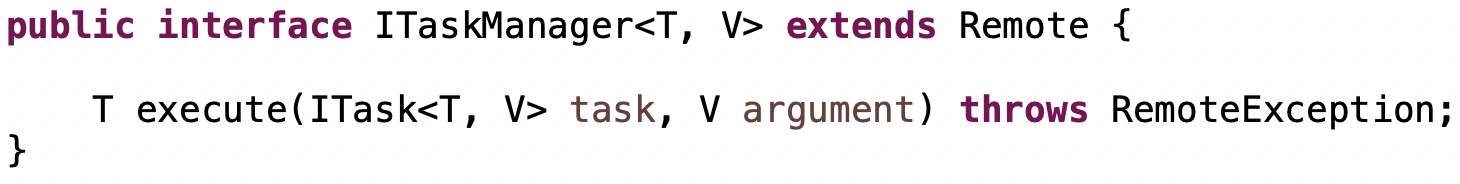 public interface ITaskManager<T, V> extends Remote {
    T execute(ITask<T, V> task, V argument) throws RemoteException;
}